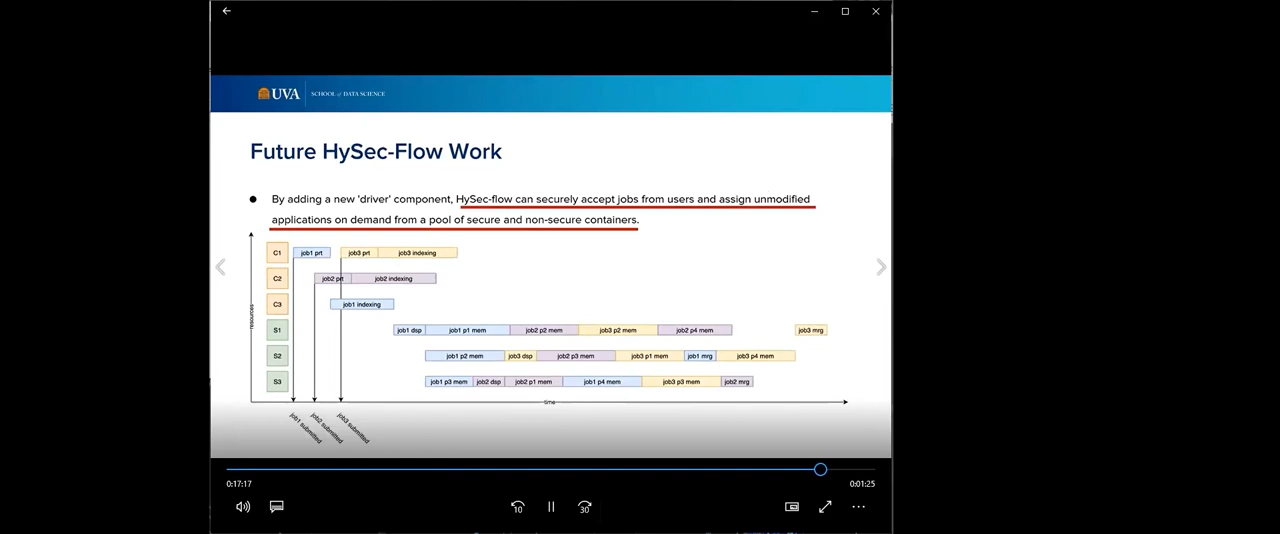 UVA SCHOOL of DATA SCIENCE
Future HySec-Flow Work
By adding a new 'driver' component, HySec-flow can securely accept jobs from users and assign unmodified
applications on demand from a pool of secure and non-secure containers.
resources
C1 job1 prt job3 prt job3 indexing
C2 job2 prt job2 indexing
C3 job1 indexing
S1 job1 dsp job1 p1 mem job2 p2 mem job3 p2 mem job2 p4 mem job3 mrg
S2 job1 p2 mem job3 dsp job2 p3 mem job3 p1 mem job1 mrg job3 p4 mem
S3 job1 p3 mem job2 dsp job2 p1 mem job1 p4 mem job3 p3 mem job2 mrg
time
job1 submitted job2 submitted job3 submitted
0:17:17 0:01:25
10 30